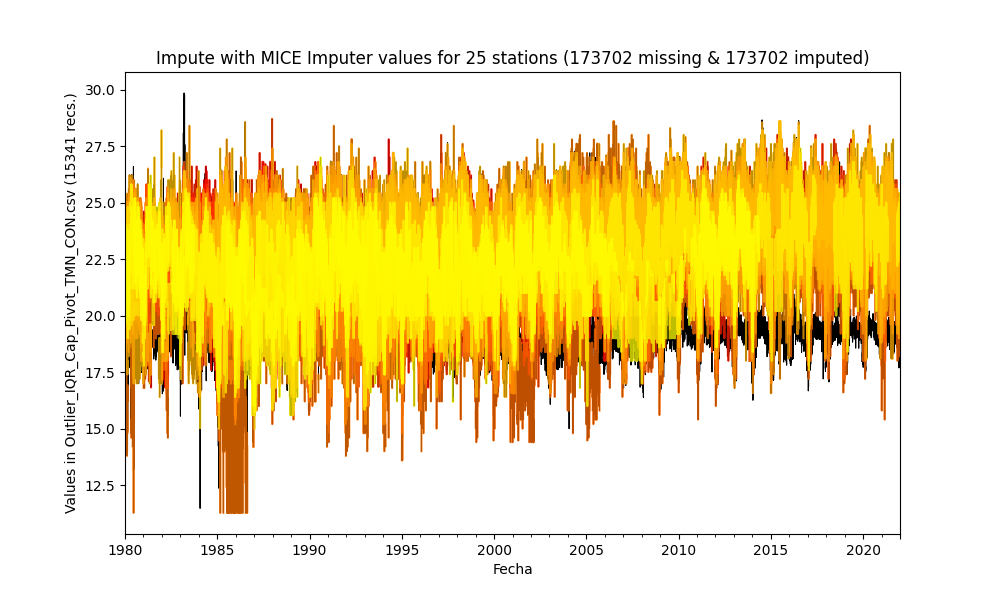 Impute with MICE Imputer values for 25 stations (173702 missing & 173702 imputed)
Values in Outlier_IQR_Cap_Pivot_TMN_CON.csv (15341 recs.)
30.0
27.5
25.0
22.5
20.0
17.5
15.0
12.5
1980 1985 1990 1995 2000 2005 2010 2015 2020
Fecha